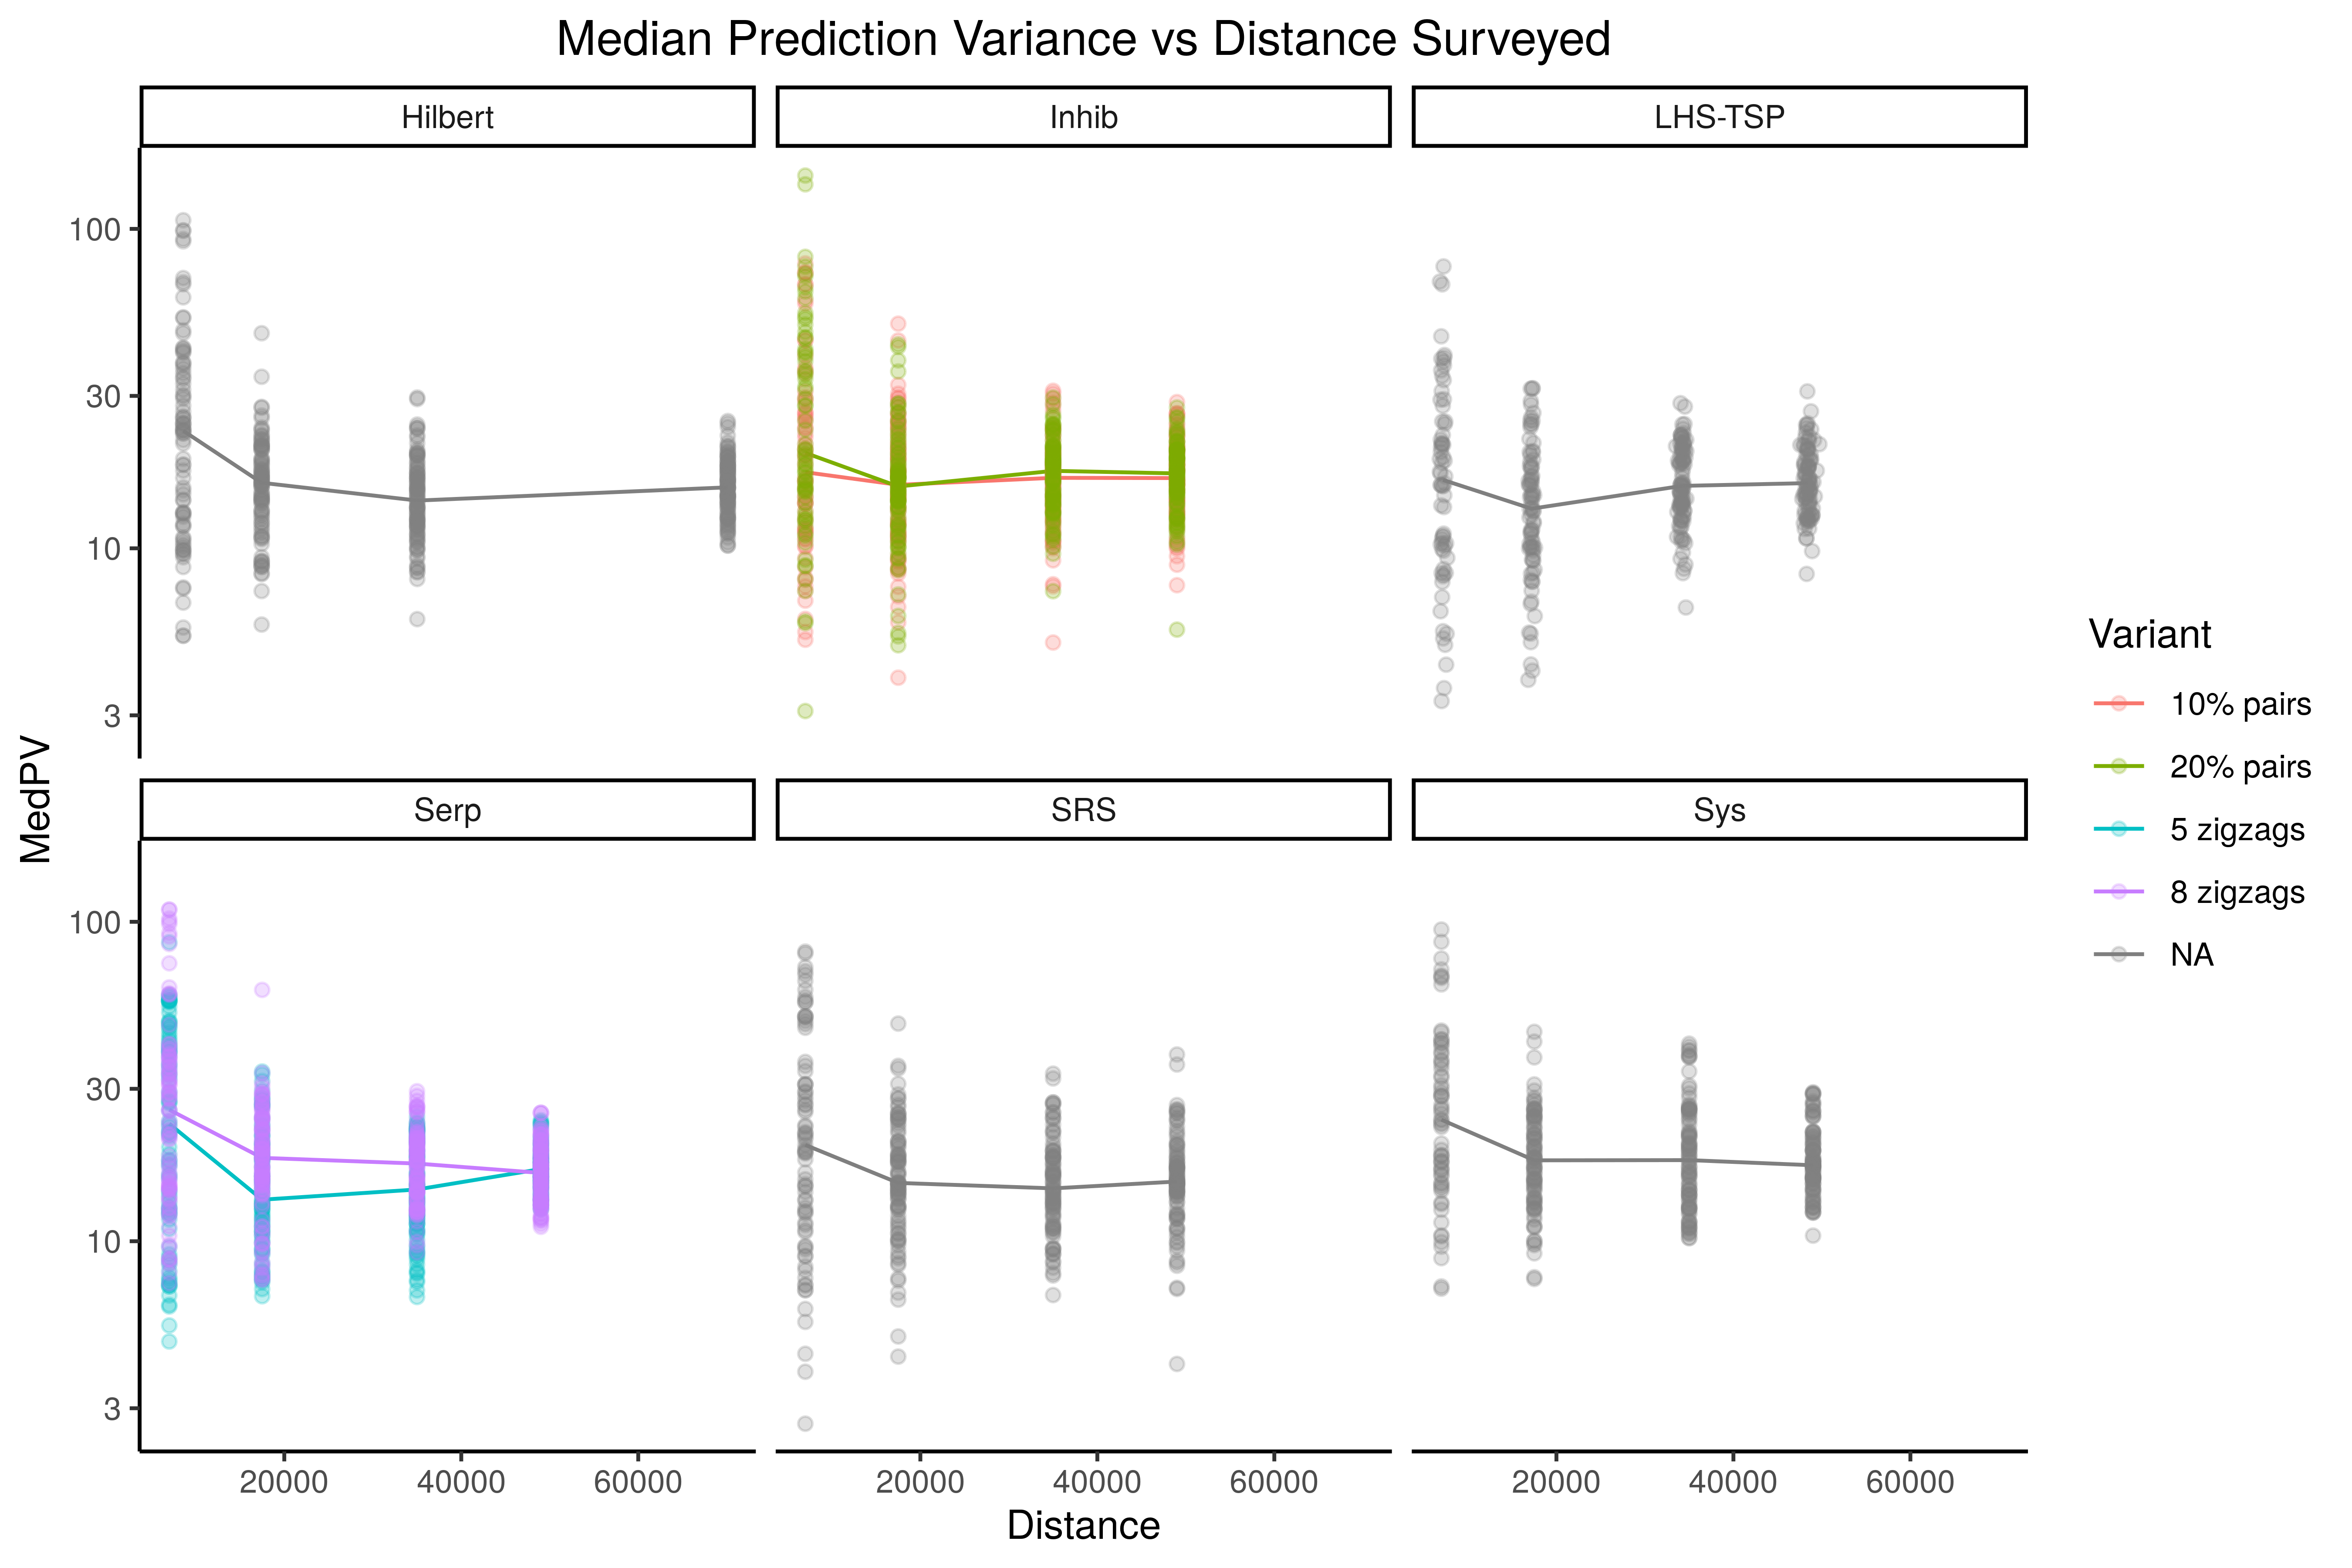 Median Prediction Variance vs Distance Surveyed
Hilbert
Inhib
LHS-TSP
100
30
10
3
MedPV
Serp
SRS
Sys
100
30
10
3
20000
40000
60000
20000
40000
60000
20000
40000
60000
Distance
Variant
10% pairs
20% pairs
5 zigzags
8 zigzags
NA